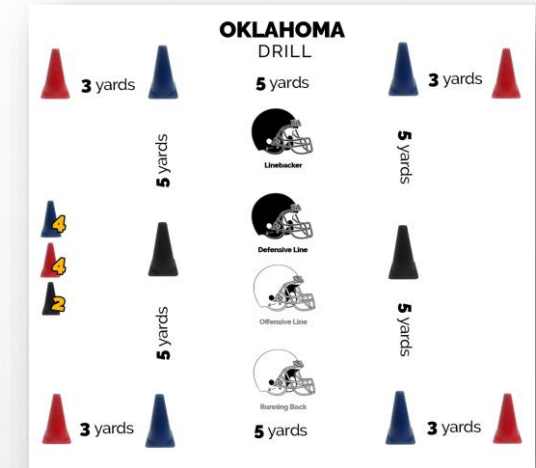 OKLAHOMA
DRILL
3 yards
5 yards
3 yards
5 yards
Linebacker
5 yards
4
4
2
Defensive Line
Offensive Line
5 yards
5 yards
Running Back
3 yards
5 yards
3 yards